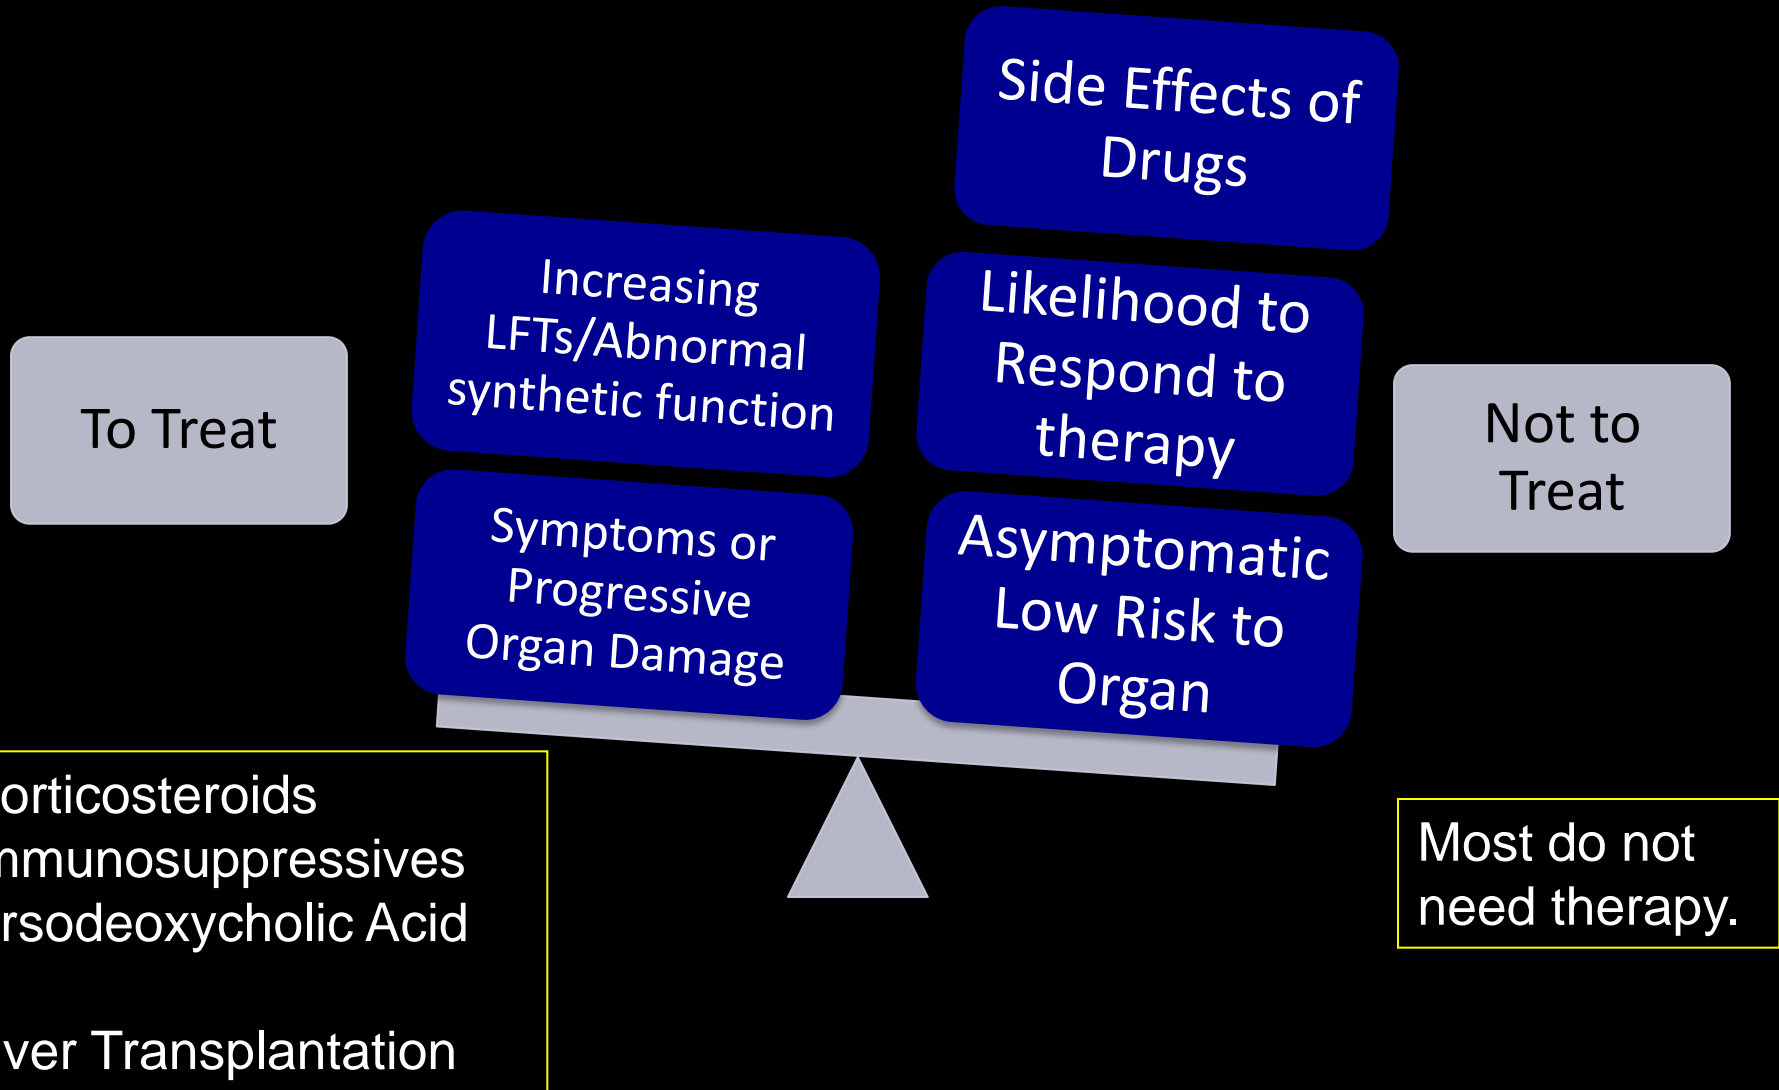 Side Effects of
Drugs
Increasing
LFTs/Abnormal
synthetic function
Likelihood to
Respond to
therapy
To Treat
Not to
Treat
Symptoms or
Progressive
Organ Damage
Asymptomatic
Low Risk to
Organ
orticosteroids
mmunosuppressives
rsodeoxycholic Acid
ver Transplantation
Most do not
need therapy.